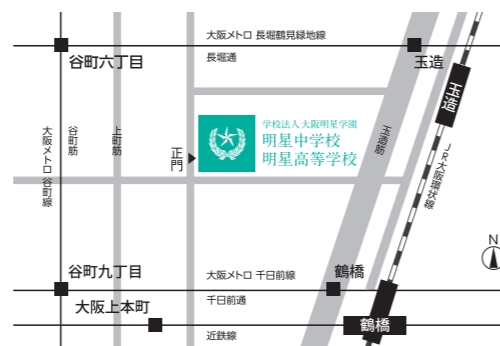 大阪メトロ 長堀鶴見緑地線
長堀通
谷町六丁目
玉造
玉造
学校法人 大阪明星学園
明星中学校
明星高等学校
正門
大阪メトロ 谷町線
谷町筋
上町筋
玉造筋
JR大阪環状線
N
谷町九丁目
大阪メトロ 千日前線
鶴橋
千日前通
大阪上本町
鶴橋
近鉄線